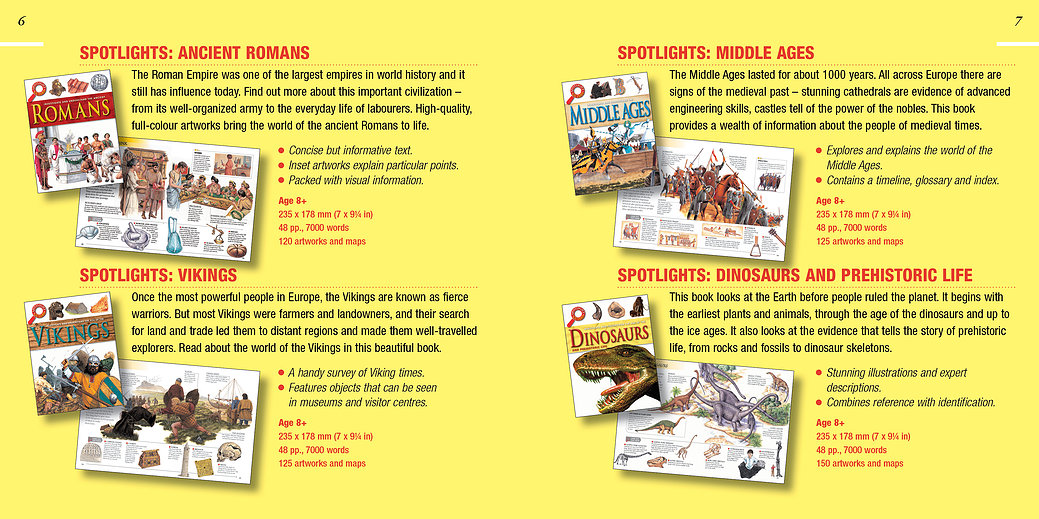 6
SPOTLIGHTS: ANCIENT ROMANS
The Roman Empire was one of the largest empires in world history and it
still has influence today. Find out more about this important civilization –
from its well-organized army to the everyday life of labourers. High-quality,
full-colour artworks bring the world of the ancient Romans to life.
ROMANS
Concise but informative text.
Inset artworks explain particular points.
Packed with visual information.
Age 8+
235 x 178 mm (7 x 9¼ in)
48 pp., 7000 words
120 artworks and maps
SPOTLIGHTS: VIKINGS
Once the most powerful people in Europe, the Vikings are known as fierce
warriors. But most Vikings were farmers and landowners, and their search
for land and trade led them to distant regions and made them well-travelled
explorers. Read about the world of the Vikings in this beautiful book.
VIKINGS
A handy survey of Viking times.
Features objects that can be seen
in museums and visitor centres.
Age 8+
235 x 178 mm (7 x 9¼ in)
48 pp., 7000 words
125 artworks and maps
7
SPOTLIGHTS: MIDDLE AGES
The Middle Ages lasted for about 1000 years. All across Europe there are
signs of the medieval past – stunning cathedrals are evidence of advanced
engineering skills, castles tell of the power of the nobles. This book
provides a wealth of information about the people of medieval times.
MIDDLE AGES
Explores and explains the world of the
Middle Ages.
Contains a timeline, glossary and index.
Age 8+
235 x 178 mm (7 x 9¼ in)
48 pp., 7000 words
125 artworks and maps
SPOTLIGHTS: DINOSAURS AND PREHISTORIC LIFE
This book looks at the Earth before people ruled the planet. It begins with
the earliest plants and animals, through the age of the dinosaurs and up to
the ice ages. It also looks at the evidence that tells the story of prehistoric
life, from rocks and fossils to dinosaur skeletons.
DINOSAURS
AND PREHISTORIC LIFE
Stunning illustrations and expert
descriptions.
Combines reference with identification.
Age 8+
235 x 178 mm (7 x 9¼ in)
48 pp., 7000 words
150 artworks and maps